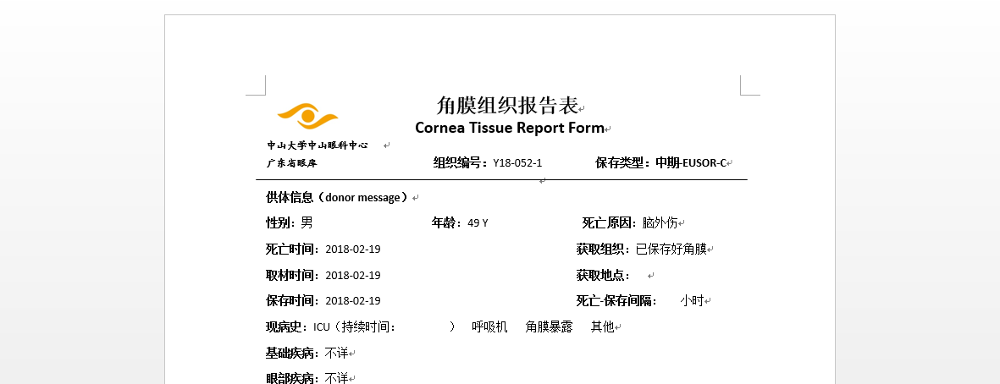 角膜组织报告表
Cornea Tissue Report Form
中山大学中山眼科中心
广东省眼库
组织编号：Y18-052-1 保存类型：中期-EUSOR-C
供体信息（donor message）
性别：男 年龄：49 Y 死亡原因：脑外伤
死亡时间：2018-02-19 获取组织：已保存好角膜
取材时间：2018-02-19 获取地点：
保存时间：2018-02-19 死亡-保存间隔： 小时
现病史：ICU（持续时间： ） 呼吸机 角膜暴露 其他
基础疾病：不详
眼部疾病：不详